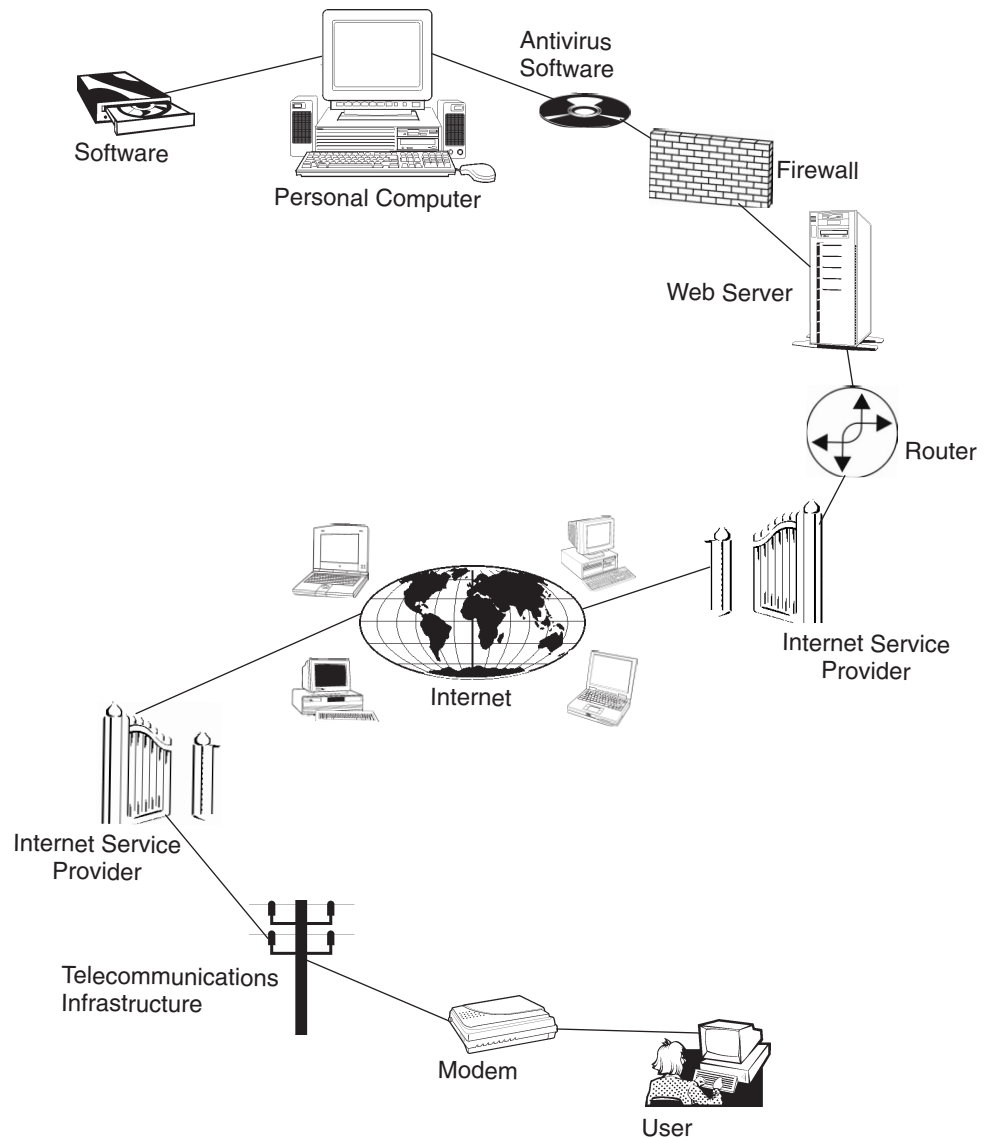 Antivirus
Software
Software
Personal Computer
Firewall
Web Server
Router
Internet Service
Provider
Internet
Internet Service
Provider
Telecommunications
Infrastructure
Modem
User